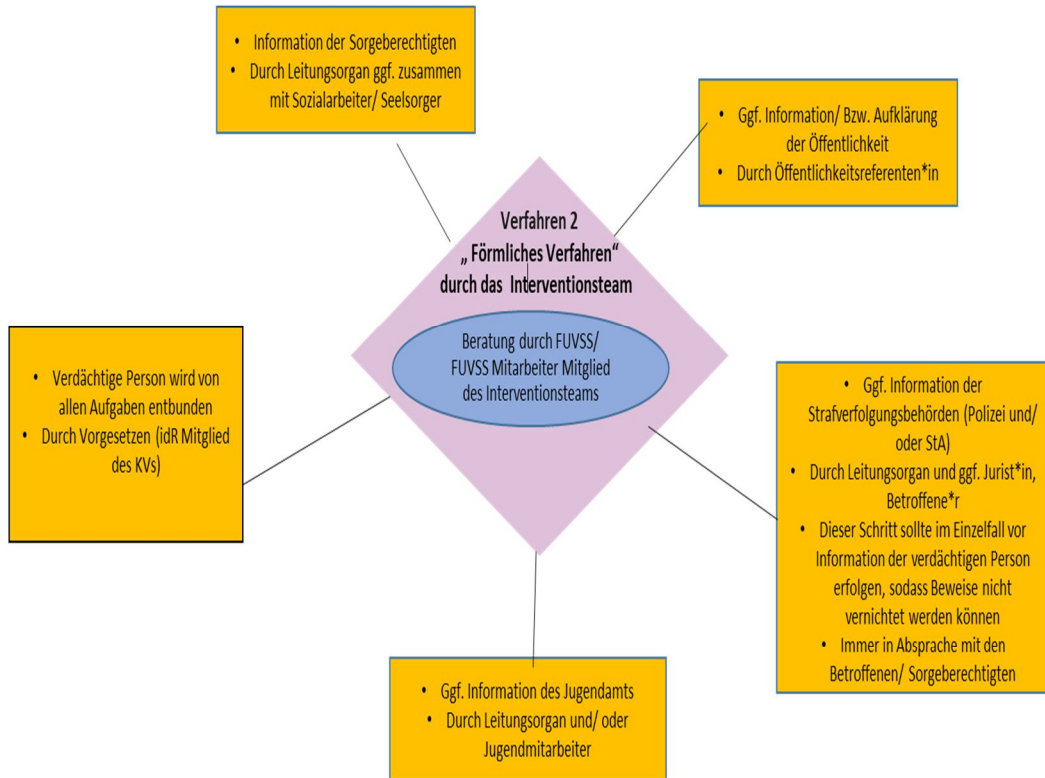 • Information der Sorgeberechtigten
• Durch Leitungsorgan ggf. zusammen
mit Sozialarbeiter/ Seelsorger
• Ggf. Information/ Bzw. Aufklärung
der Öffentlichkeit
• Durch Öffentlichkeitsreferenten*in
Verfahren 2
„ Förmliches Verfahren“
durch das Interventionsteam
Beratung durch FUVSS/
FUVSS Mitarbeiter Mitglied
des Interventionsteams
• Verdächtige Person wird von
allen Aufgaben entbunden
• Durch Vorgesetzen (idR Mitglied
des KVs)
• Ggf. Information der
Strafverfolgungsbehörden (Polizei und/
oder StA)
• Durch Leitungsorgan und ggf. Jurist*in,
Betroffene*r
• Dieser Schritt sollte im Einzelfall vor
Information der verdächtigen Person
erfolgen, sodass Beweise nicht
vernichtet werden können
• Immer in Absprache mit den
Betroffenen/ Sorgeberechtigten
• Ggf. Information des Jugendamts
• Durch Leitungsorgan und/ oder
Jugendmitarbeiter